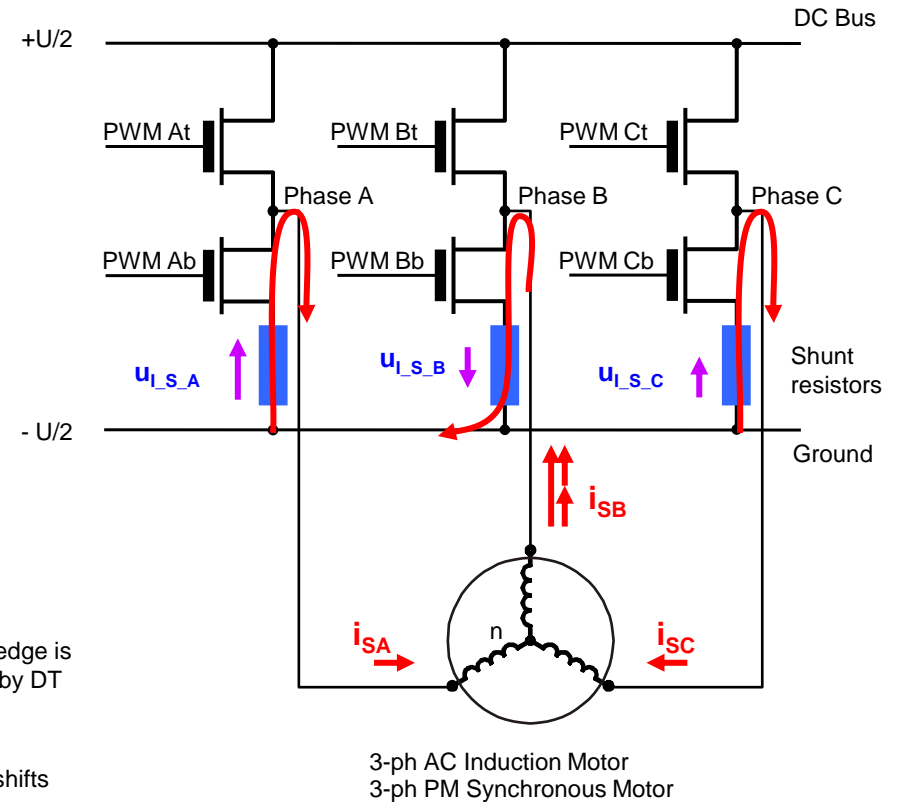 DC Bus
+U/2
PWM At
PWM Bt
PWM Ct
Phase A
Phase B
Phase C
PWM Ab
PWM Bb
PWM Cb
uI_S_A
uI_S_B
uI_S_C
Shunt
resistors
- U/2
Ground
iSB
iSA
n
iSC
edge is
by DT
shifts
3-ph AC Induction Motor
3-ph PM Synchronous Motor